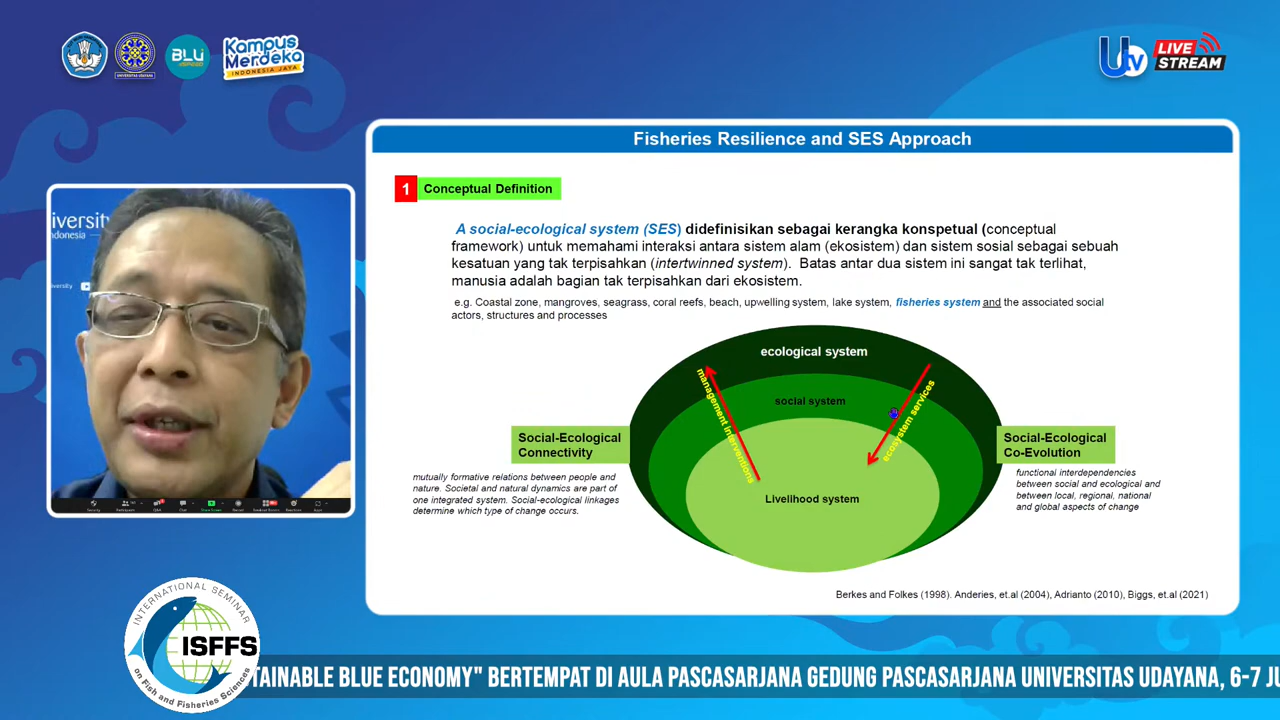 BLU
Kampus
Merdeka
INDONESIA JAYA
UNIVERSITAS UDAYANA
Utv
LIVE
STREAM
Fisheries Resilience and SES Approach
1 Conceptual Definition
A social-ecological system (SES) didefinisikan sebagai kerangka konspetual (conceptual
framework) untuk memahami interaksi antara sistem alam (ekosistem) dan sistem sosial sebagai sebuah
kesatuan yang tak terpisahkan (intertwinned system). Batas antar dua sistem ini sangat tak terlihat,
manusia adalah bagian tak terpisahkan dari ekosistem.
e.g. Coastal zone, mangroves, seagrass, coral reefs, beach, upwelling system, lake system, fisheries system and the associated social
actors, structures and processes
ecological system
social system
Livelihood system
management interventions
ecosystem services
Social-Ecological
Connectivity
mutually formative relations between people and
nature. Societal and natural dynamics are part of
one integrated system. Social-ecological linkages
determine which type of change occurs.
Social-Ecological
Co-Evolution
functional interdependencies
between social and ecological and
between local, regional, national
and global aspects of change
Berkes and Folkes (1998). Anderies, et.al (2004), Adrianto (2010), Biggs, et.al (2021)
iversity
donesia
iversity
INTERNATIONAL SEMINAR
ISFFS
on Fish and Fisheries Sciences
TAINABLE BLUE ECONOMY" BERTEMPAT DI AULA PASCASARJANA GEDUNG PASCASARJANA UNIVERSITAS UDAYANA, 6-7 JU